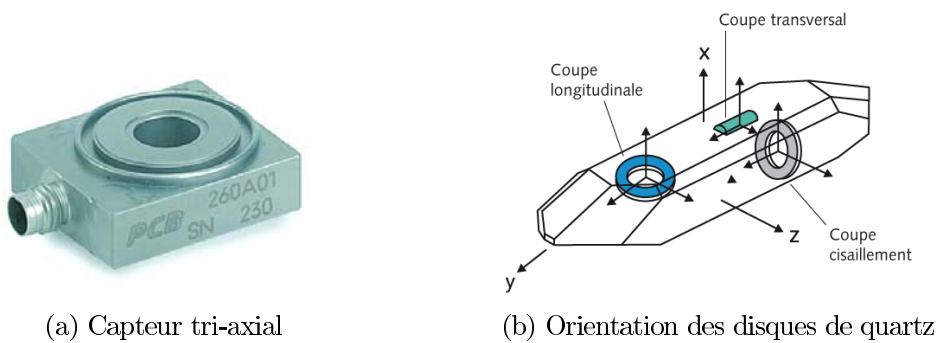 260A01
PCB SN 230
Coupe transversal
x
Coupe
longitudinale
z
y
Coupe
cisaillement
(a) Capteur tri-axial
(b) Orientation des disques de quartz